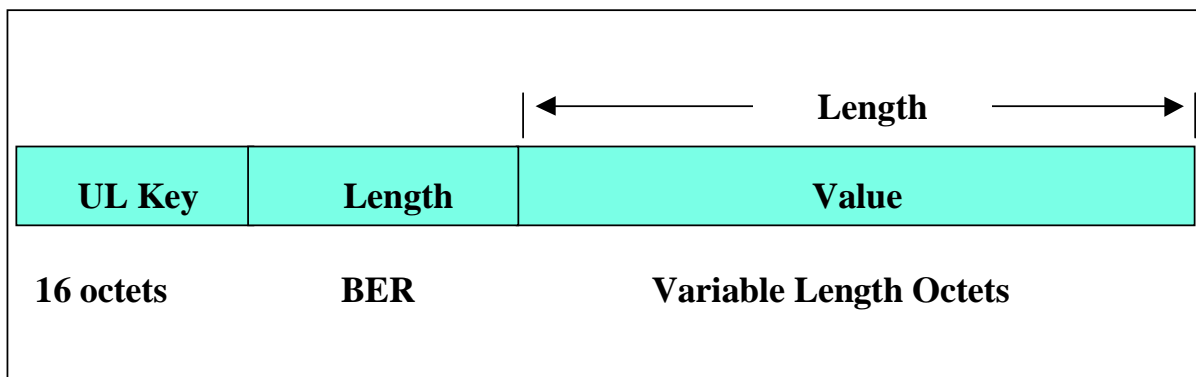 Length
UL Key Length Value
16 octets BER Variable Length Octets